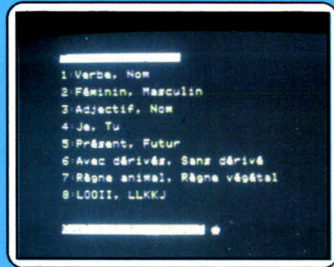 1 Verbe, Nom
2 Féminin, Masculin
3 Adjectif, Nom
4 Je, Tu
5 Présent, Futur
6 Avec dérivés, Sans dérivé
7 Règne animal, Règne végétal
8 LOOII, LLKKJ